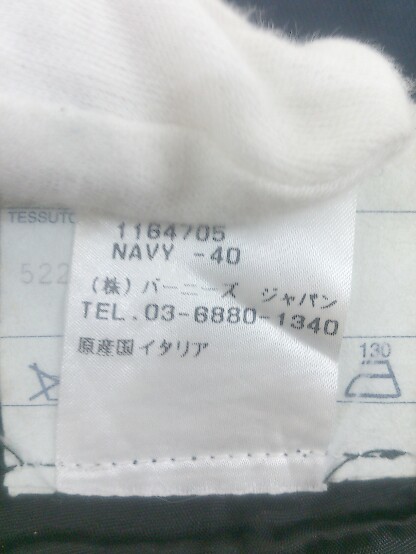 TESSUTO
1164705
NAVY -40
522
(株) バーニーズ ジャパン
TEL.03-6880-1340
原産国イタリア
130